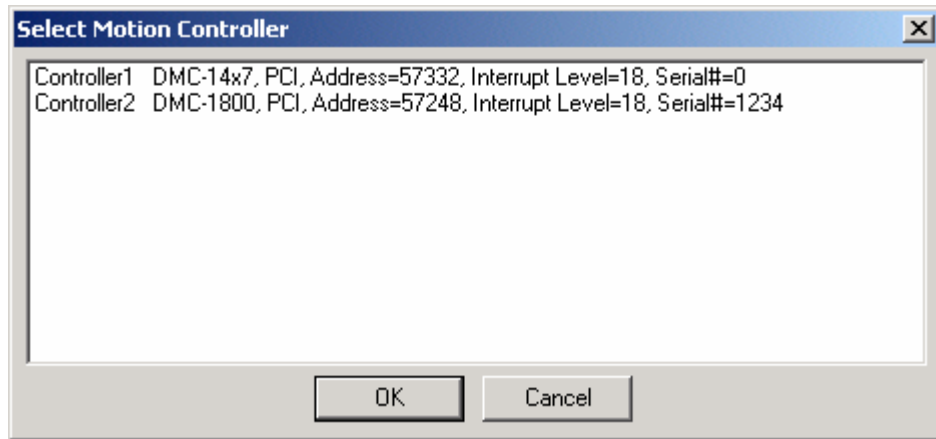 Select Motion Controller
Controller1 DMC-14x7, PCI, Address=57332, Interrupt Level=18, Serial#=0
Controller2 DMC-1800, PCI, Address=57248, Interrupt Level=18, Serial#=1234
OK Cancel